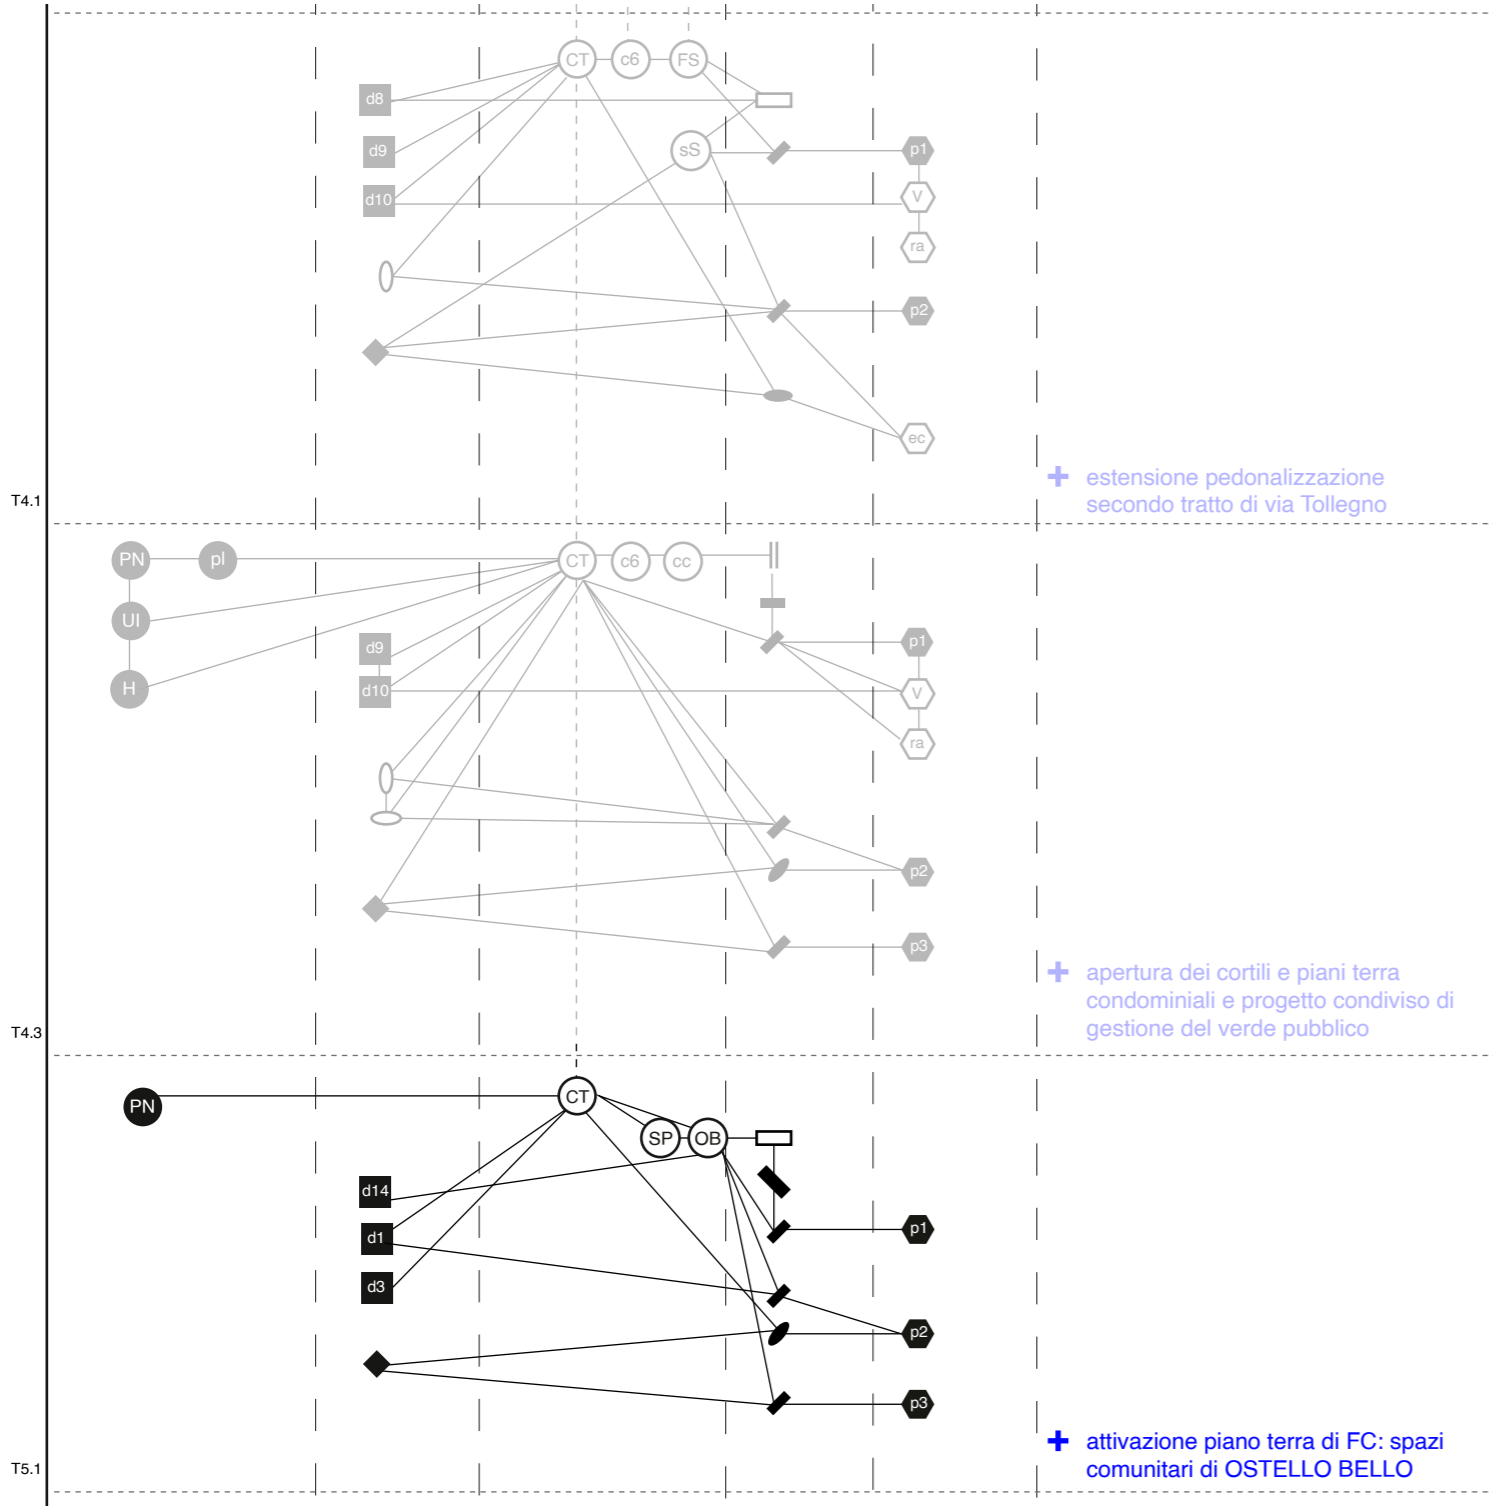 CT c6 FS
d8
d9 sS p1
d10 V
ra
p2
ec
+ estensione pedonalizzazione
secondo tratto di via Tollegno
T4.1
PN pl CT c6 cc
UI
d9 p1
H d10 V
ra
p2
p3
+ apertura dei cortili e piani terra
condominiali e progetto condiviso di
gestione del verde pubblico
T4.3
PN CT
SP OB
d14
d1 p1
d3
p2
p3
+ attivazione piano terra di FC: spazi
comunitari di OSTELLO BELLO
T5.1